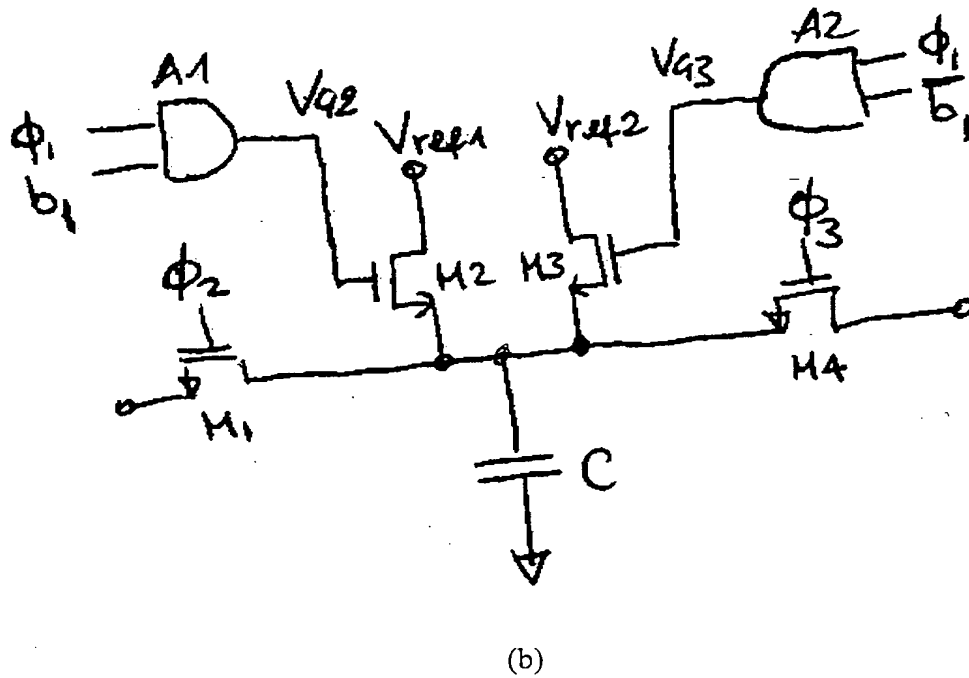 A1
A2
ϕ₁
b₁
VG2
Vref1
Vref2
VG3
ϕ₁
b̅₁
ϕ₂
M2
M3
ϕ3
M₁
M4
C
(b)